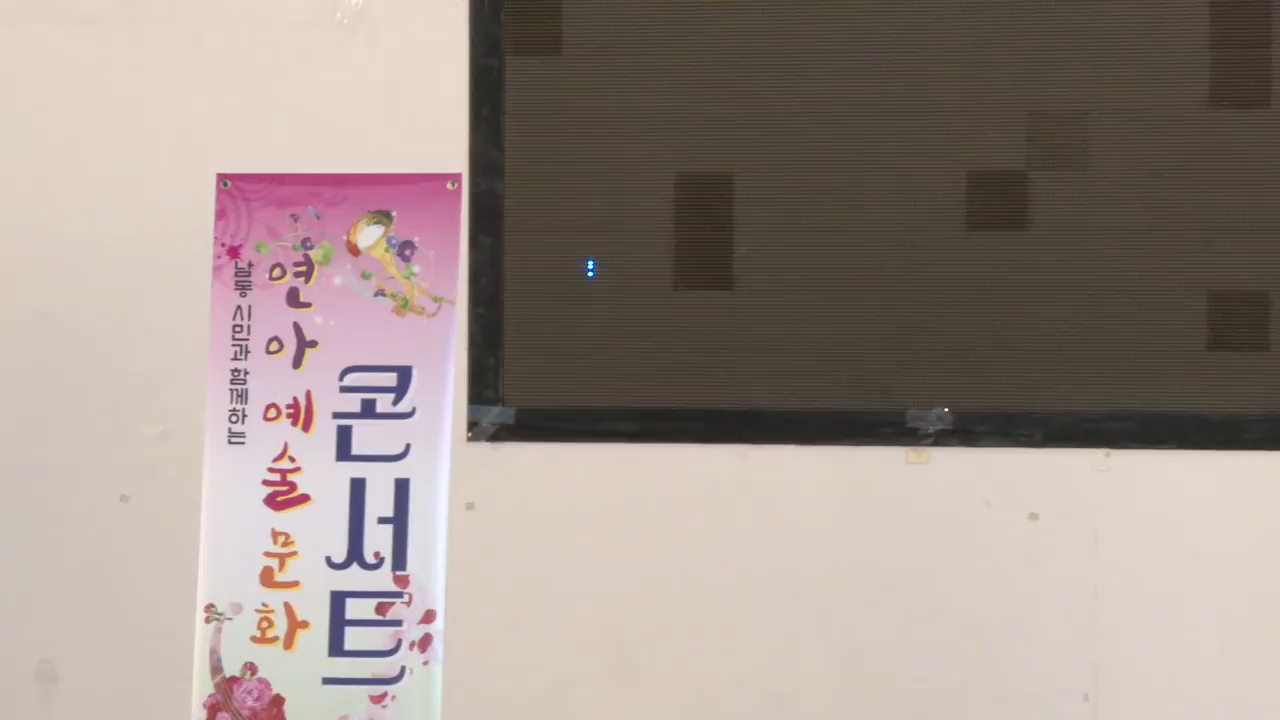 남동 시민과 함께하는
연아 예술문화
콘서트